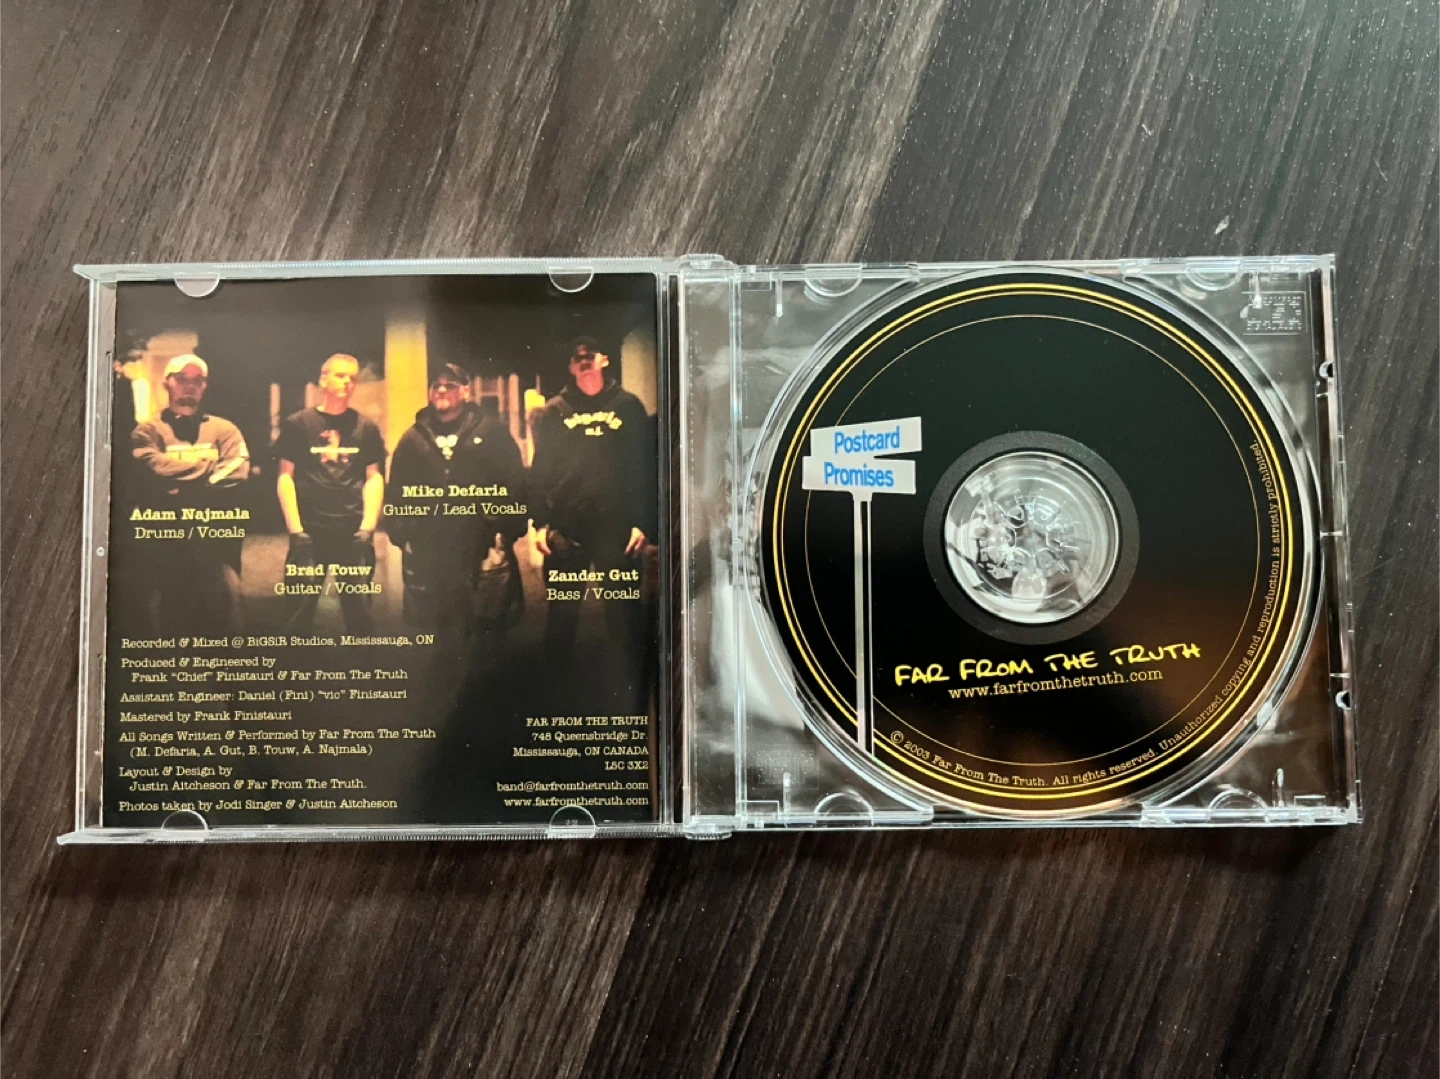 Adam Najmala
Drums / Vocals
Brad Touw
Guitar / Vocals
Mike Defaria
Guitar / Lead Vocals
Zander Gut
Bass / Vocals
Recorded & Mixed @ BiGSiR Studios, Mississauga, ON
Produced & Engineered by
Frank “Chief” Finistauri & Far From The Truth
Assistant Engineer: Daniel (Fini) “vic” Finistauri
Mastered by Frank Finistauri
All Songs Written & Performed by Far From The Truth
(M. Defaria, A. Gut, B. Touw, A. Najmala)
Layout & Design by
Justin Aitcheson & Far From The Truth.
Photos taken by Jodi Singer & Justin Aitcheson
FAR FROM THE TRUTH
748 Queensbridge Dr.
Mississauga, ON CANADA
L5C 3X2
band@farfromthetruth.com
www.farfromthetruth.com
Postcard
Promises
FAR FROM THE TRUTH
www.farfromthetruth.com
© 2003 Far From The Truth. All rights reserved. Unauthorized copying and reproduction is strictly prohibited.